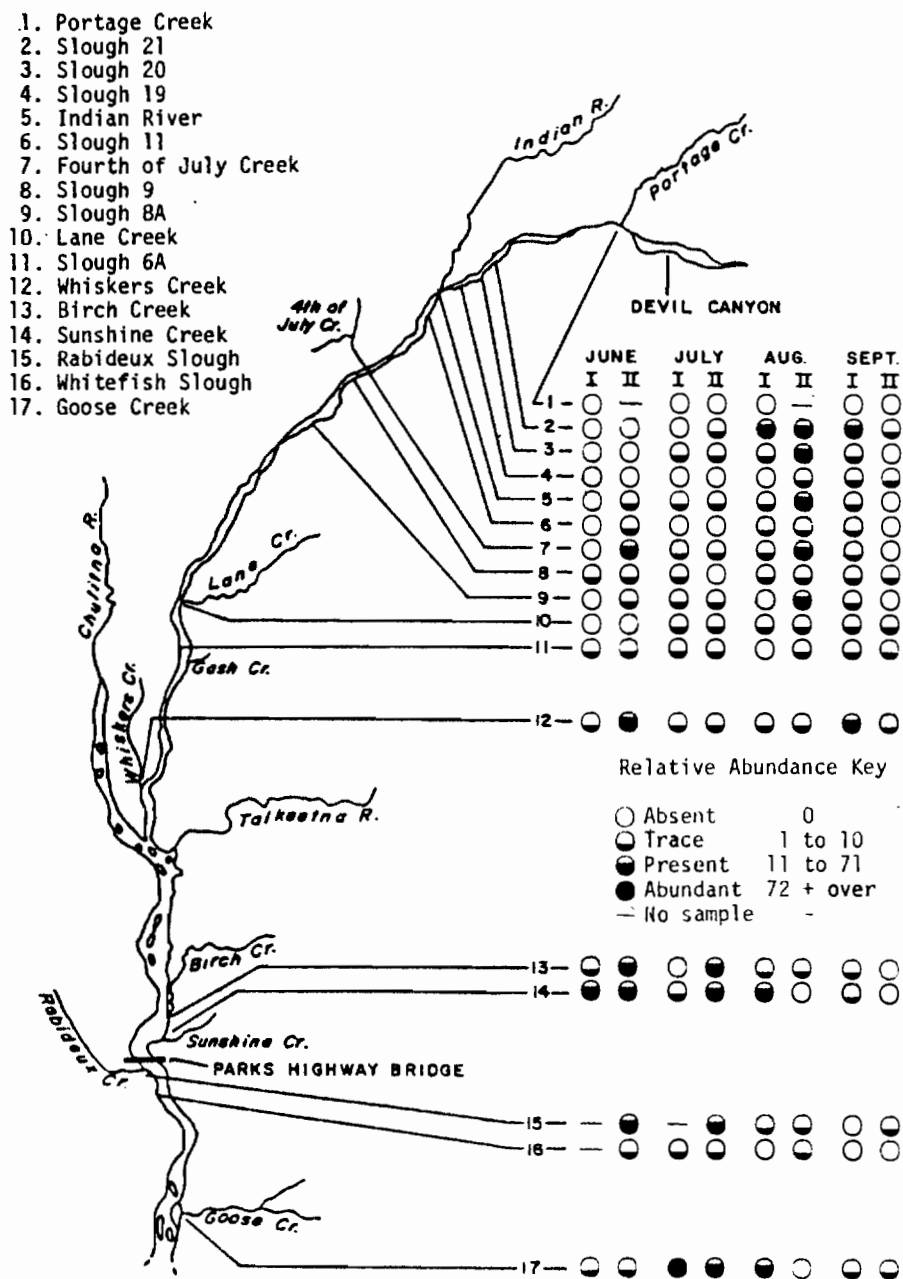 1. Portage Creek
2. Slough 21
3. Slough 20
4. Slough 19
5. Indian River
6. Slough 11
7. Fourth of July Creek
8. Slough 9
9. Slough 8A
10. Lane Creek
11. Slough 6A
12. Whiskers Creek
13. Birch Creek
14. Sunshine Creek
15. Rabideux Slough
16. Whitefish Slough
17. Goose Creek
Indian R.
Portage Cr.
DEVIL CANYON
4th of
July Cr.
JUNE JULY AUG. SEPT.
I II I II I II I II
1
2
3
4
5
6
7
8
9
10
11
Lane Cr.
Chulitna R.
Gash Cr.
Whiskers Cr.
12
Relative Abundance Key
Absent 0
Trace 1 to 10
Present 11 to 71
Abundant 72 + over
— No sample -
Talkeetna R.
Birch Cr.
13
14
Rabideux Cr.
Sunshine Cr.
PARKS HIGHWAY BRIDGE
15
16
Goose Cr.
17